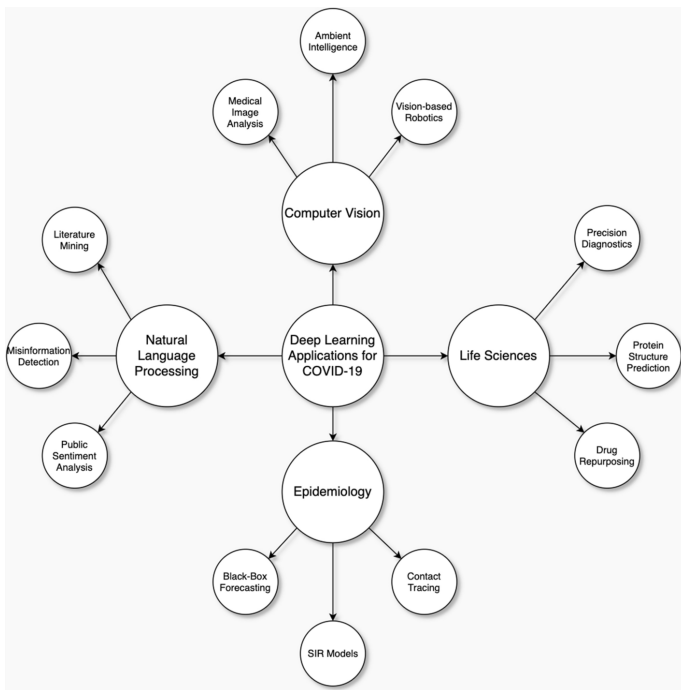 Ambient
Intelligence
Medical
Image
Analysis
Vision-based
Robotics
Computer Vision
Literature
Mining
Precision
Diagnostics
Misinformation
Detection
Natural
Language
Processing
Deep Learning
Applications for
COVID-19
Life Sciences
Protein
Structure
Prediction
Public
Sentiment
Analysis
Drug
Repurposing
Epidemiology
Black-Box
Forecasting
Contact
Tracing
SIR Models